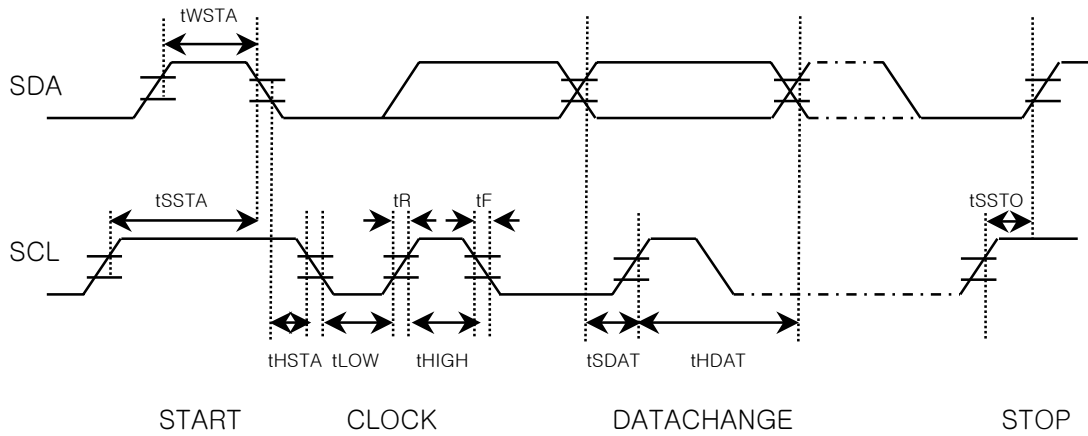 tWSTA
SDA
tSSTA
tR
tF
tSSTO
SCL
tHSTA tLOW tHIGH tSDAT tHDAT
START CLOCK DATACHANGE STOP